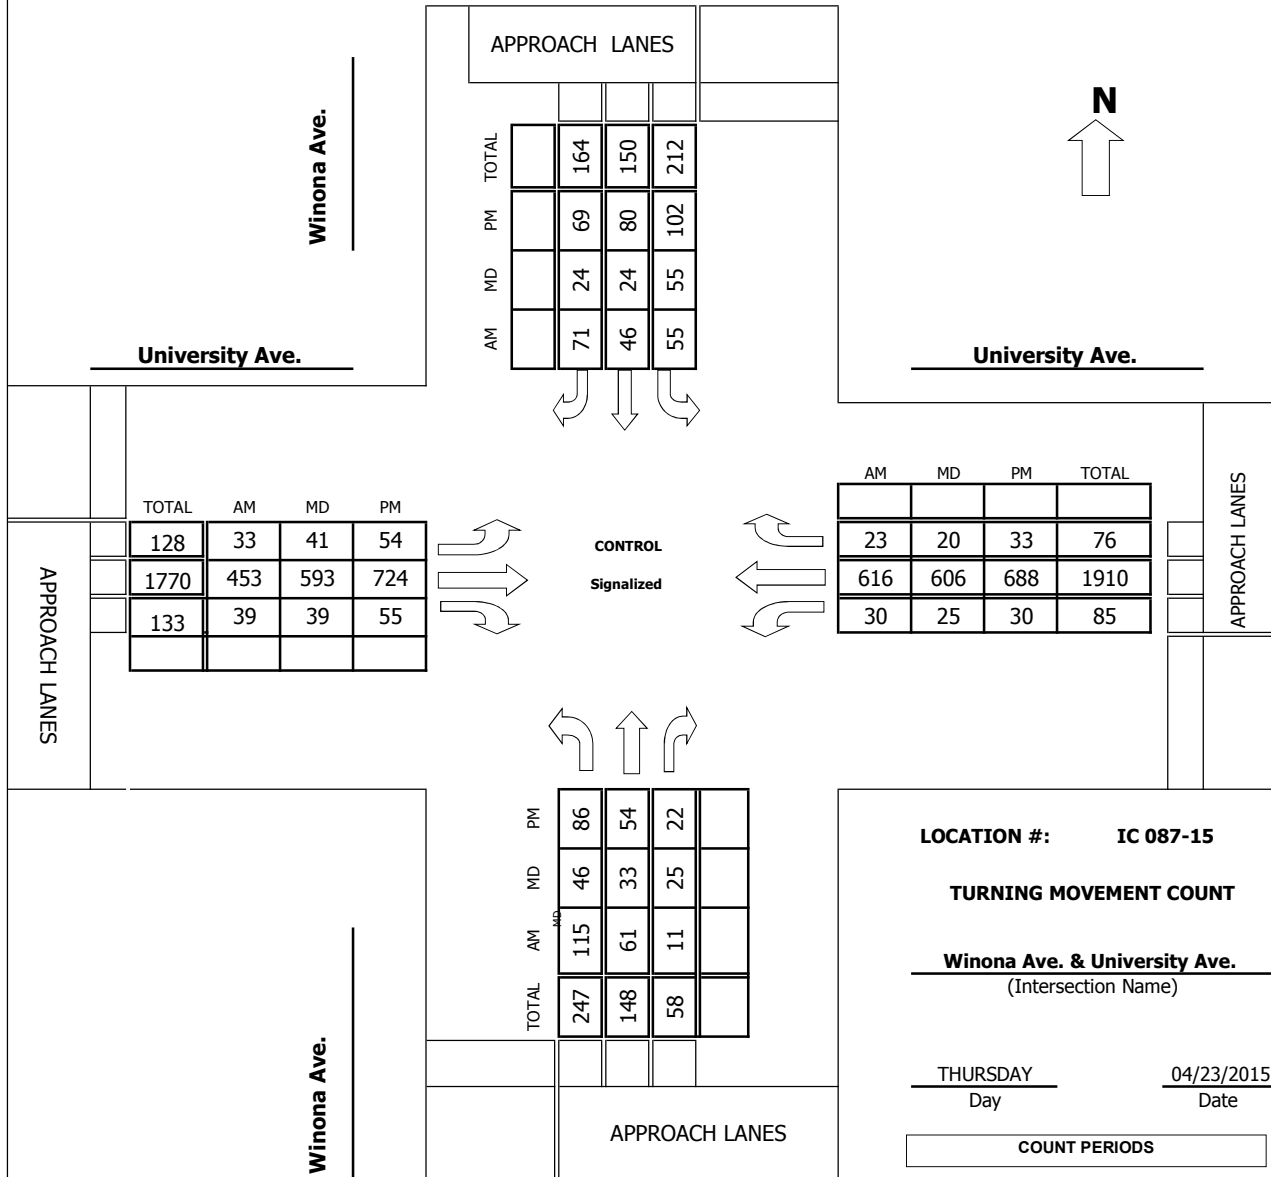 APPROACH LANES
N
Winona Ave.
TOTAL 164 150 212
PM 69 80 102
MD 24 24 55
AM 71 46 55
University Ave.
University Ave.
TOTAL AM MD PM
128 33 41 54
1770 453 593 724
133 39 39 55
APPROACH LANES
CONTROL
Signalized
AM MD PM TOTAL
23 20 33 76
616 606 688 1910
30 25 30 85
APPROACH LANES
PM 86 54 22
MD 46 33 25
MD
AM 115 61 11
TOTAL 247 148 58
Winona Ave.
APPROACH LANES
LOCATION #: IC 087-15
TURNING MOVEMENT COUNT
Winona Ave. & University Ave.
(Intersection Name)
THURSDAY 04/23/2015
Day Date
COUNT PERIODS